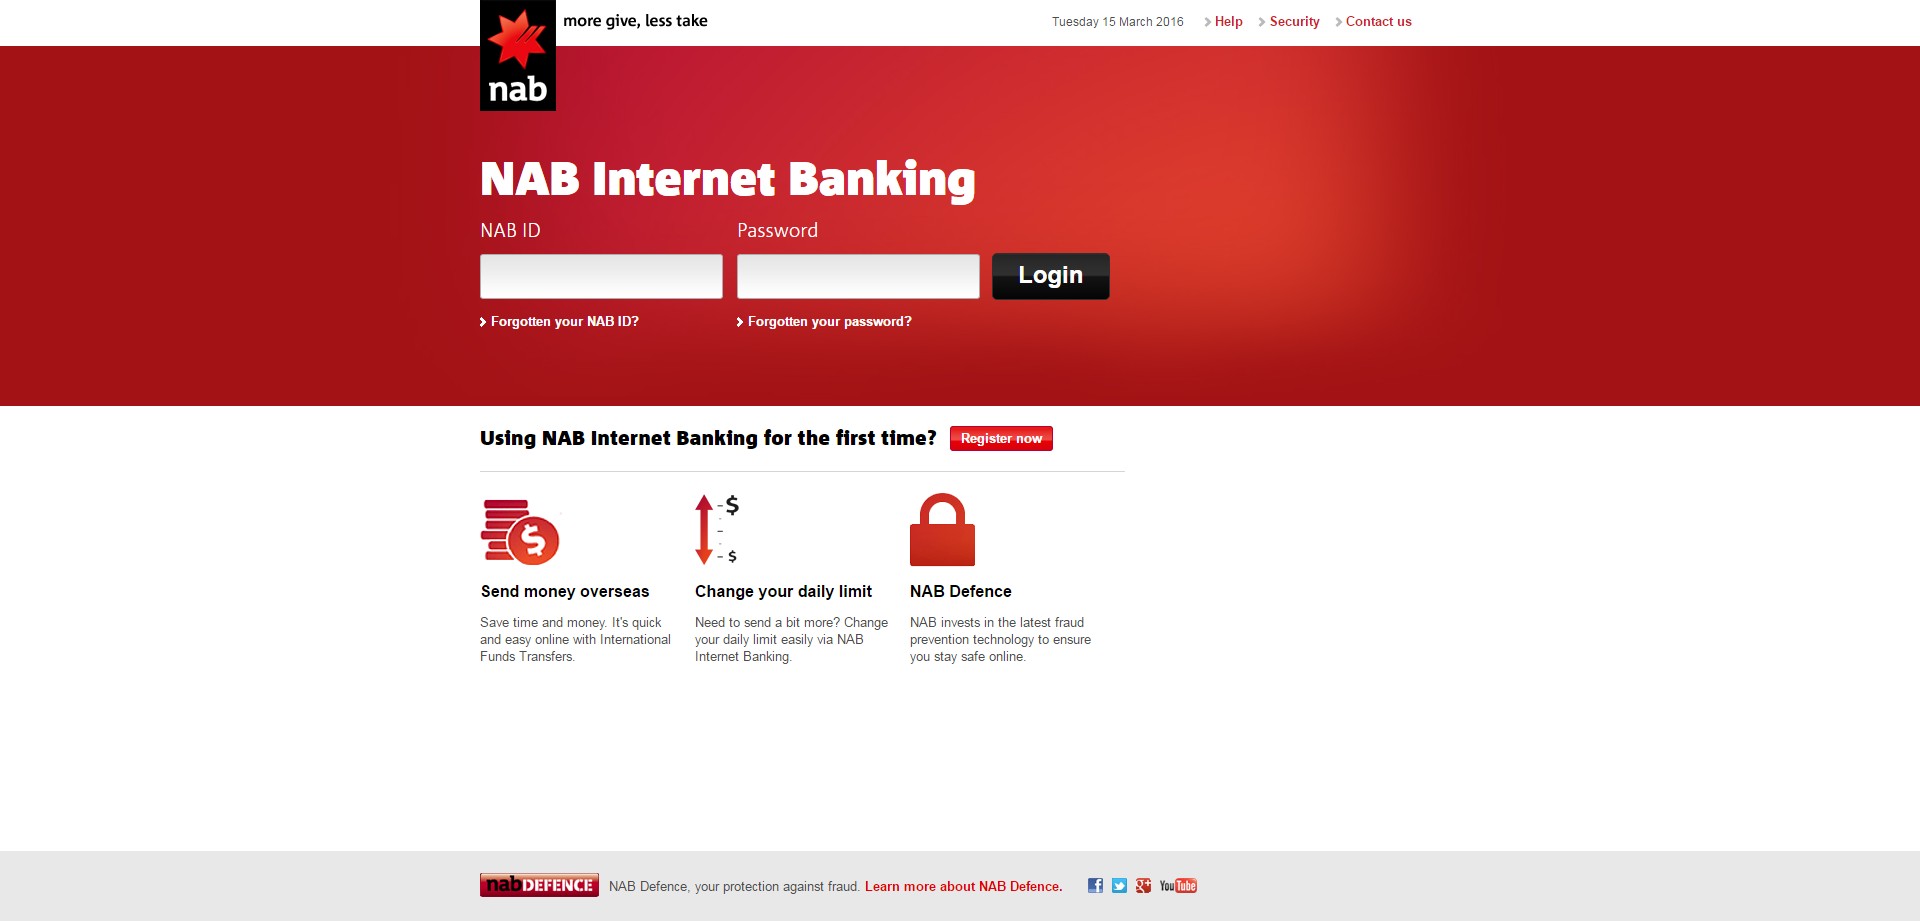 nab
more give, less take
Tuesday 15 March 2016 Help Security Contact us
NAB Internet Banking
NAB ID Password
Login
Forgotten your NAB ID? Forgotten your password?
Using NAB Internet Banking for the first time? Register now
$
$
$
Send money overseas
Save time and money. It's quick
and easy online with International
Funds Transfers.
Change your daily limit
Need to send a bit more? Change
your daily limit easily via NAB
Internet Banking.
NAB Defence
NAB invests in the latest fraud
prevention technology to ensure
you stay safe online.
nabDEFENCE NAB Defence, your protection against fraud. Learn more about NAB Defence. f g+ YouTube